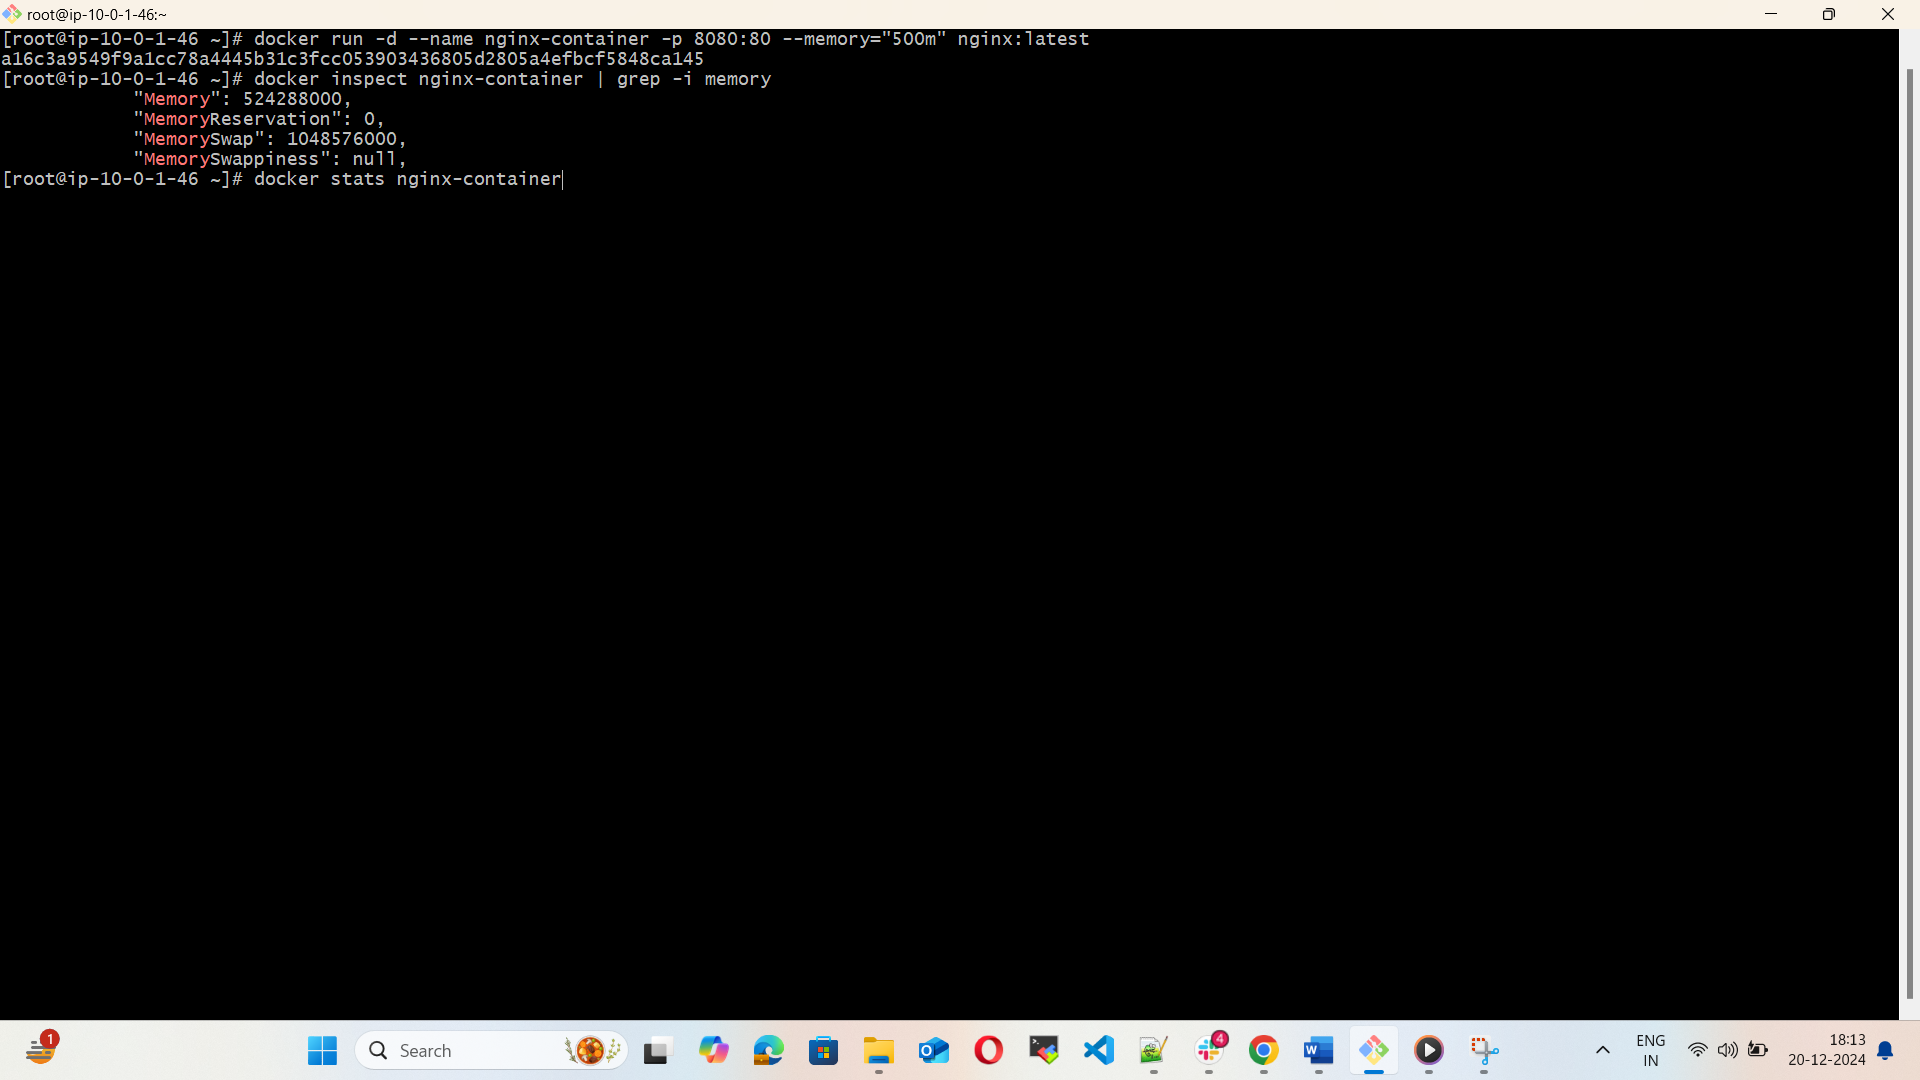 root@ip-10-0-1-46:~
[root@ip-10-0-1-46 ~]# docker run -d --name nginx-container -p 8080:80 --memory="500m" nginx:latest
a16c3a9549f9a1cc78a4445b31c3fcc053903436805d2805a4efbcf5848ca145
[root@ip-10-0-1-46 ~]# docker inspect nginx-container | grep -i memory
            "Memory": 524288000,
            "MemoryReservation": 0,
            "MemorySwap": 1048576000,
            "MemorySwappiness": null,
[root@ip-10-0-1-46 ~]# docker stats nginx-container
1
Search
4
ENG
IN
18:13
20-12-2024